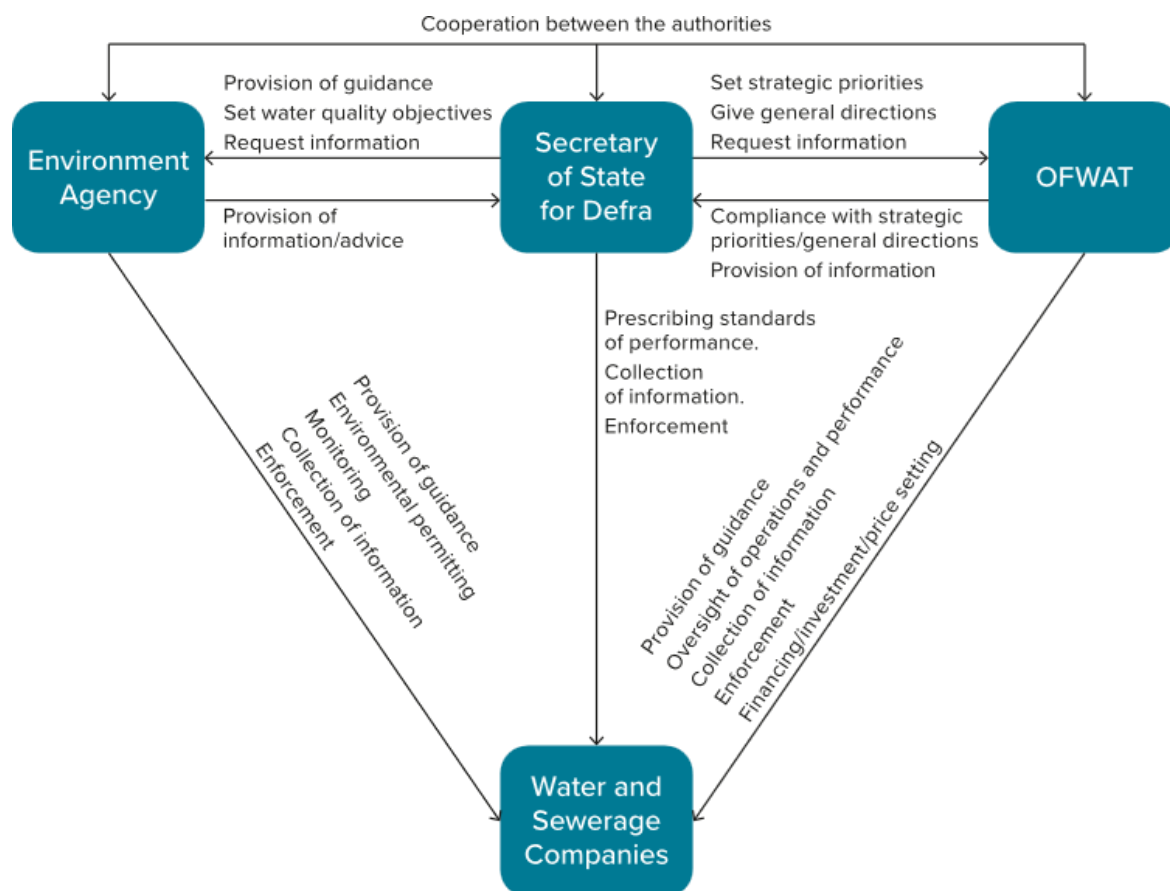 Cooperation between the authorities
Provision of guidance
Set water quality objectives
Request information
Set strategic priorities
Give general directions
Request information
Environment
Agency
Secretary
of State
for Defra
OFWAT
Provision of
information/advice
Compliance with strategic
priorities/general directions
Provision of information
Prescribing standards
of performance.
Collection
of information.
Enforcement
Provision of guidance
Environmental permitting
Monitoring
Collection of information
Enforcement
Provision of guidance
Oversight of operations and performance
Collection of information
Enforcement
Financing/investment/price setting
Water and
Sewerage
Companies